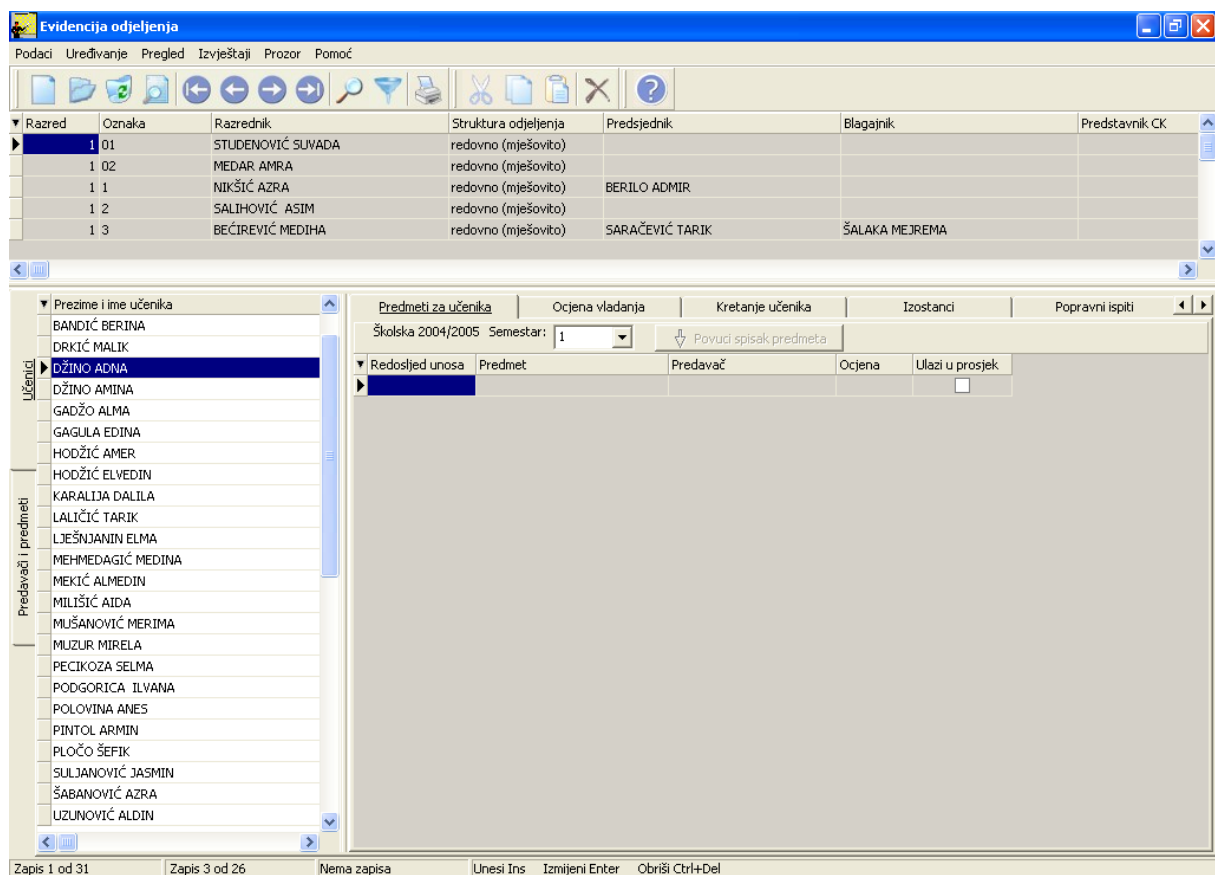 Evidencija odjeljenja
Podaci Uređivanje Pregled Izvještaji Prozor Pomoć
Razred Oznaka Razrednik Struktura odjeljenja Predsjednik Blagajnik Predstavnik CK
1 01 STUDENOVIĆ SUVADA redovno (mješovito)
1 02 MEDAR AMRA redovno (mješovito)
1 1 NIKŠIĆ AZRA redovno (mješovito) BERILO ADMIR
1 2 SALIHOVIĆ ASIM redovno (mješovito)
1 3 BEĆIREVIĆ MEDIHA redovno (mješovito) SARAČEVIĆ TARIK ŠALAKA MEJREMA
Učenici
Predavači i predmeti
Prezime i ime učenika
BANDIĆ BERINA
DRKIĆ MALIK
DŽINO ADNA
DŽINO AMINA
GADŽO ALMA
GAGULA EDINA
HODŽIĆ AMER
HODŽIĆ ELVEDIN
KARALIJA DALILA
LALIČIĆ TARIK
LJEŠNJANIN ELMA
MEHMEDAGIĆ MEDINA
MEKIĆ ALMEDIN
MILIŠIĆ AIDA
MUŠANOVIĆ MERIMA
MUZUR MIRELA
PECIKOZA SELMA
PODGORICA ILVANA
POLOVINA ANES
PINTOL ARMIN
PLOČO ŠEFIK
SULJANOVIĆ JASMIN
ŠABANOVIĆ AZRA
UZUNOVIĆ ALDIN
Predmeti za učenika Ocjena vladanja Kretanje učenika Izostanci Popravni ispiti
Školska 2004/2005 Semestar: 1 Povuci spisak predmeta
Redosljed unosa Predmet Predavač Ocjena Ulazi u prosjek
Zapis 1 od 31 Zapis 3 od 26 Nema zapisa Unesi Ins Izmijeni Enter Obriši Ctrl+Del